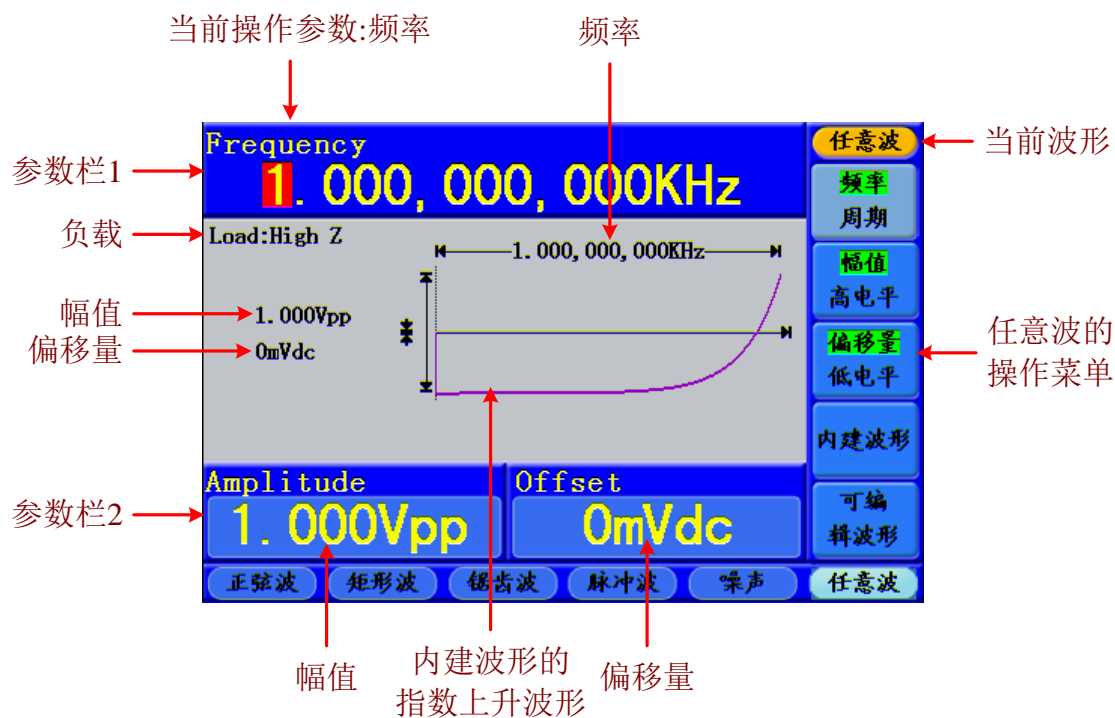 当前操作参数:频率
频率
Frequency
1.000,000,000KHz
参数栏1
任意波
当前波形
频率
周期
负载
Load:High Z
1.000,000,000KHz
幅值
高电平
幅值
1.000Vpp
偏移量
0mVdc
偏移量
低电平
任意波的
操作菜单
内建波形
Amplitude
1.000Vpp
Offset
0mVdc
参数栏2
可编
辑波形
正弦波
矩形波
锯齿波
脉冲波
噪声
任意波
幅值
内建波形的
指数上升波形
偏移量